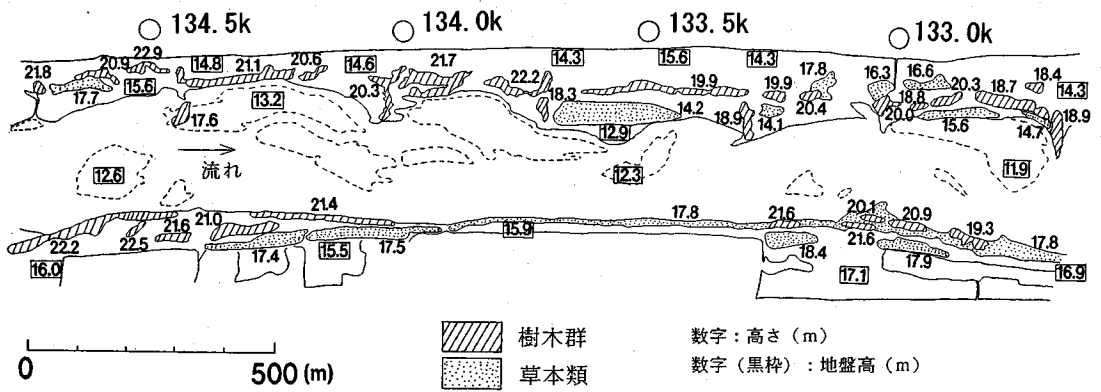 134.5k 134.0k 133.5k 133.0k
21.8 20.9 22.9 14.8 21.1 20.6 14.6 21.7 14.3 15.6 14.3 17.8 16.3 16.6 18.4
17.7 15.6 13.2 20.3 22.2 18.3 19.9 19.9 20.4 18.8 20.3 18.7 14.3
17.6 12.9 14.2 18.9 14.1 20.0 15.6 14.7 18.9
12.6 流れ 12.3 11.9
21.6 21.0 21.4 17.8 21.6 20.1 20.9
22.2 22.5 15.9 21.6 19.3 17.8
16.0 17.4 15.5 17.5 18.4 17.1 17.9 16.9
0 500 (m)
樹木群 数字：高さ（m）
草本類 数字（黒枠）：地盤高（m）